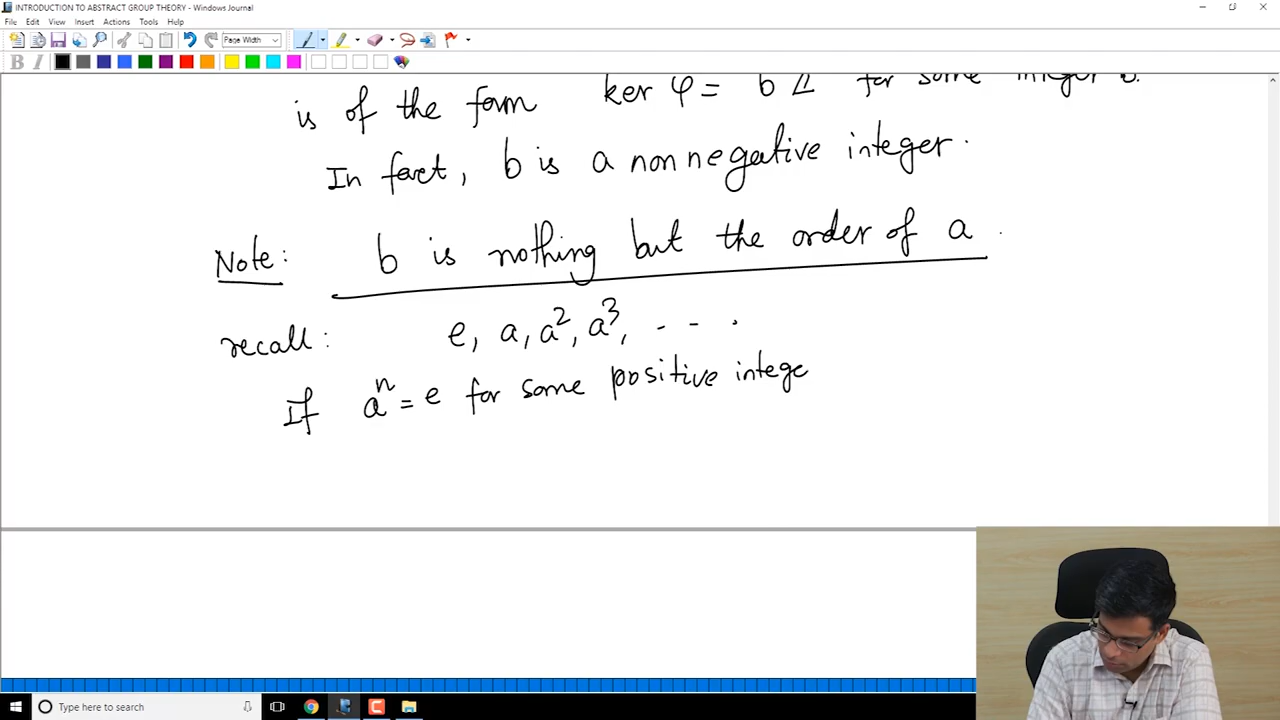 INTRODUCTION TO ABSTRACT GROUP THEORY - Windows Journal
File Edit View Insert Actions Tools Help
Page Width
B I
is of the form ker φ = b ℤ for some integer b.
In fact, b is a nonnegative integer.
Note: b is nothing but the order of a.
recall: e, a, a², a³, - - .
If aⁿ = e for some positive intege
Type here to search